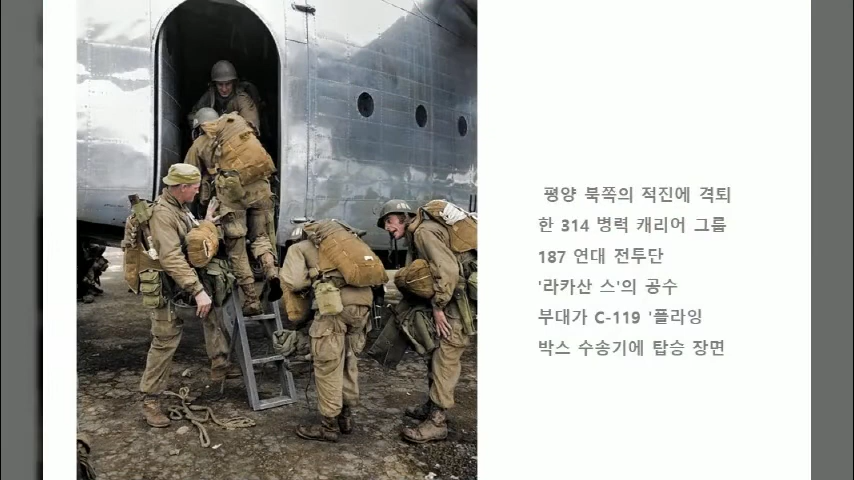 평양 북쪽의 적진에 격퇴
한 314 병력 캐리어 그룹
187 연대 전투단
'라카산 스'의 공수
부대가 C-119 '플라잉
박스 수송기에 탑승 장면